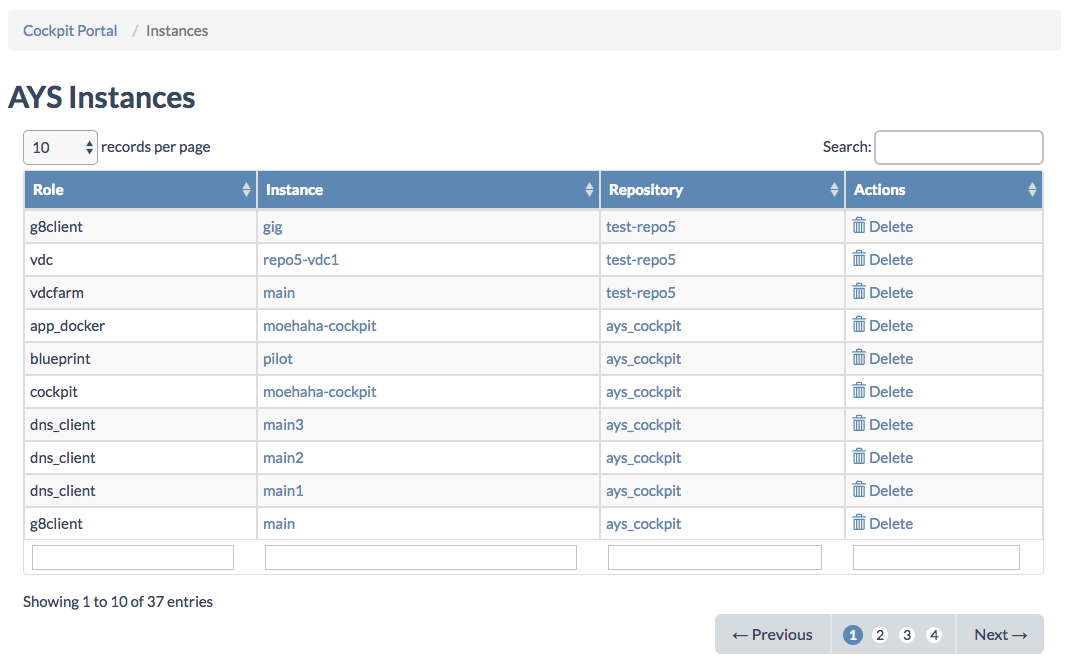 Cockpit Portal / Instances
AYS Instances
10 records per page Search:
Role Instance Repository Actions
g8client gig test-repo5 Delete
vdc repo5-vdc1 test-repo5 Delete
vdcfarm main test-repo5 Delete
app_docker moehaha-cockpit ays_cockpit Delete
blueprint pilot ays_cockpit Delete
cockpit moehaha-cockpit ays_cockpit Delete
dns_client main3 ays_cockpit Delete
dns_client main2 ays_cockpit Delete
dns_client main1 ays_cockpit Delete
g8client main ays_cockpit Delete
Showing 1 to 10 of 37 entries
← Previous 1 2 3 4 Next →